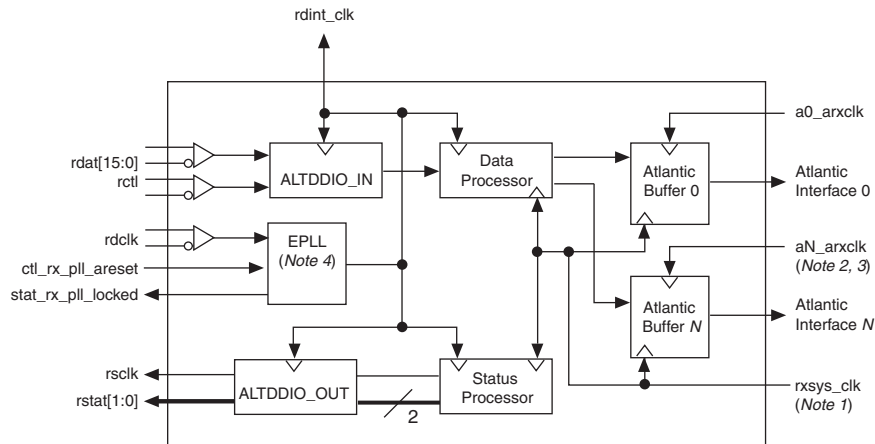 rdint_clk
a0_arxclk
rdat[15:0]
rctl
ALTDDIO_IN
Data
Processor
Atlantic
Buffer 0
Atlantic
Interface 0
rdclk
EPLL
(Note 4)
ctl_rx_pll_areset
stat_rx_pll_locked
aN_arxclk
(Note 2, 3)
Atlantic
Buffer N
Atlantic
Interface N
rsclk
rstat[1:0]
ALTDDIO_OUT
2
Status
Processor
rxsys_clk
(Note 1)